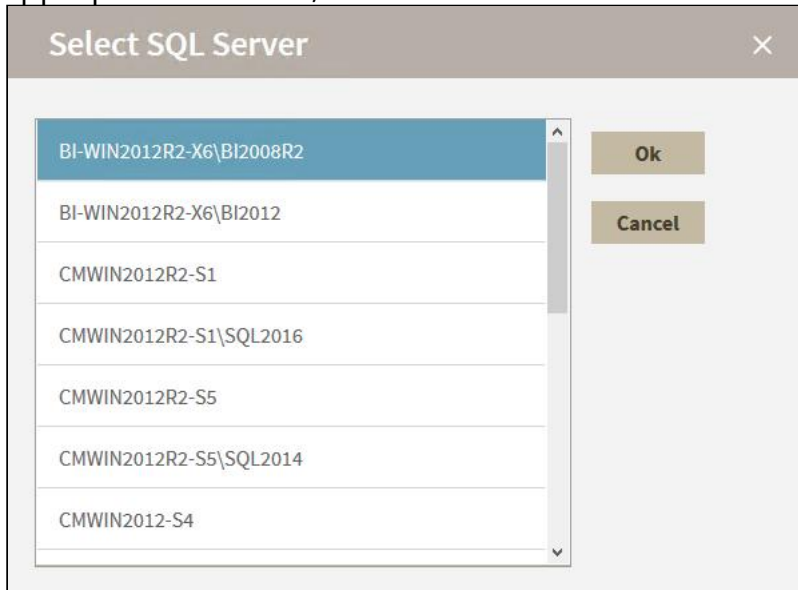 Select SQL Server
BI-WIN2012R2-X6\BI2008R2
Ok
BI-WIN2012R2-X6\BI2012
Cancel
CMWIN2012R2-S1
CMWIN2012R2-S1\SQL2016
CMWIN2012R2-S5
CMWIN2012R2-S5\SQL2014
CMWIN2012-S4